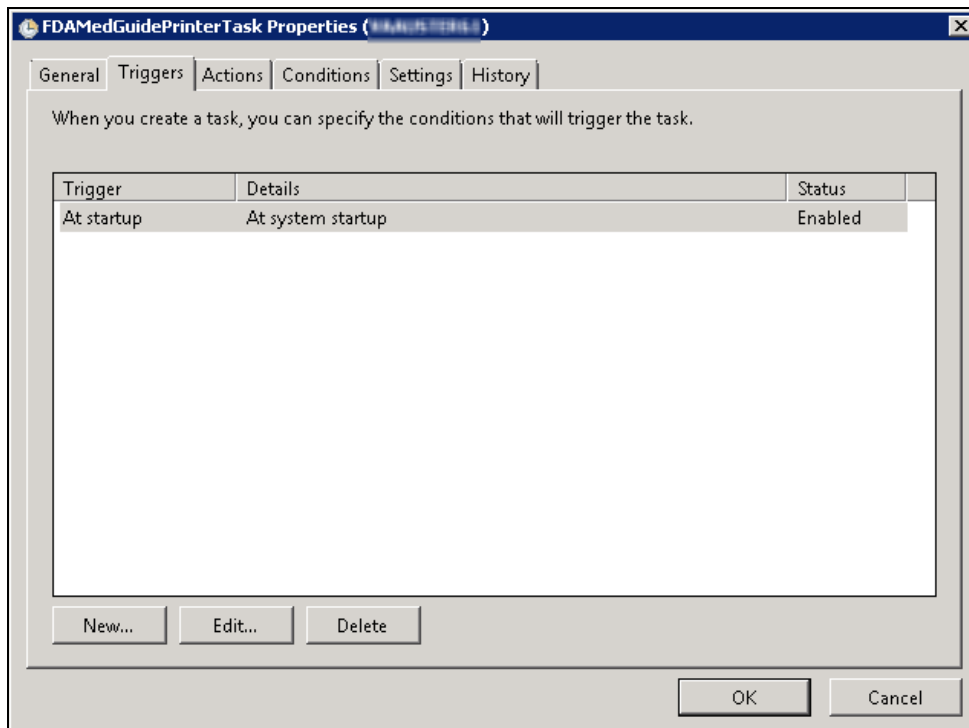 FDAMedGuidePrinterTask Properties ( )
General Triggers Actions Conditions Settings History
When you create a task, you can specify the conditions that will trigger the task.
Trigger Details Status
At startup At system startup Enabled
New... Edit... Delete
OK Cancel